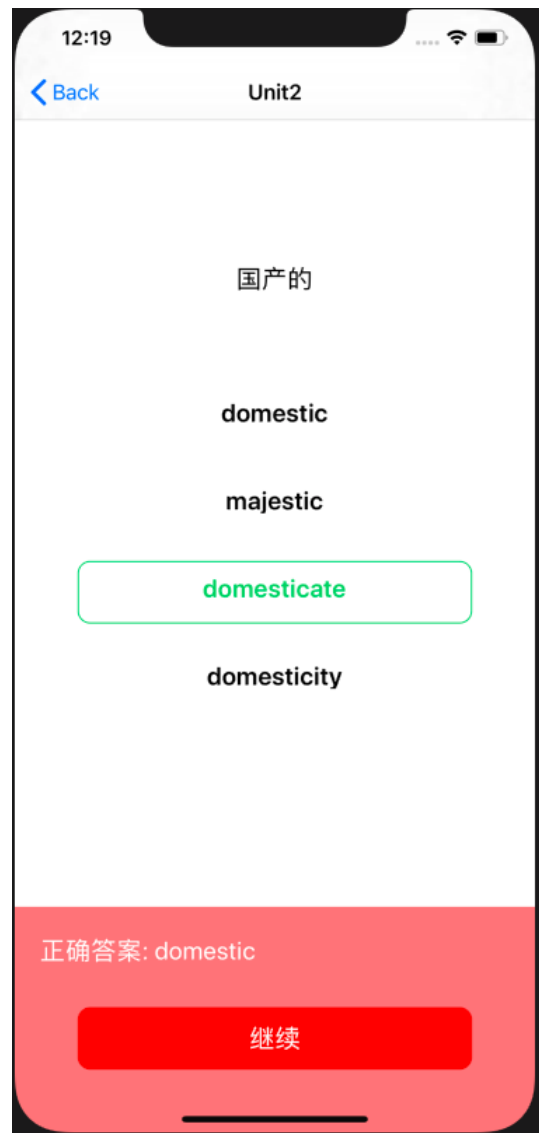 12:19
Back Unit2
国产的
domestic
majestic
domesticate
domesticity
正确答案: domestic
继续